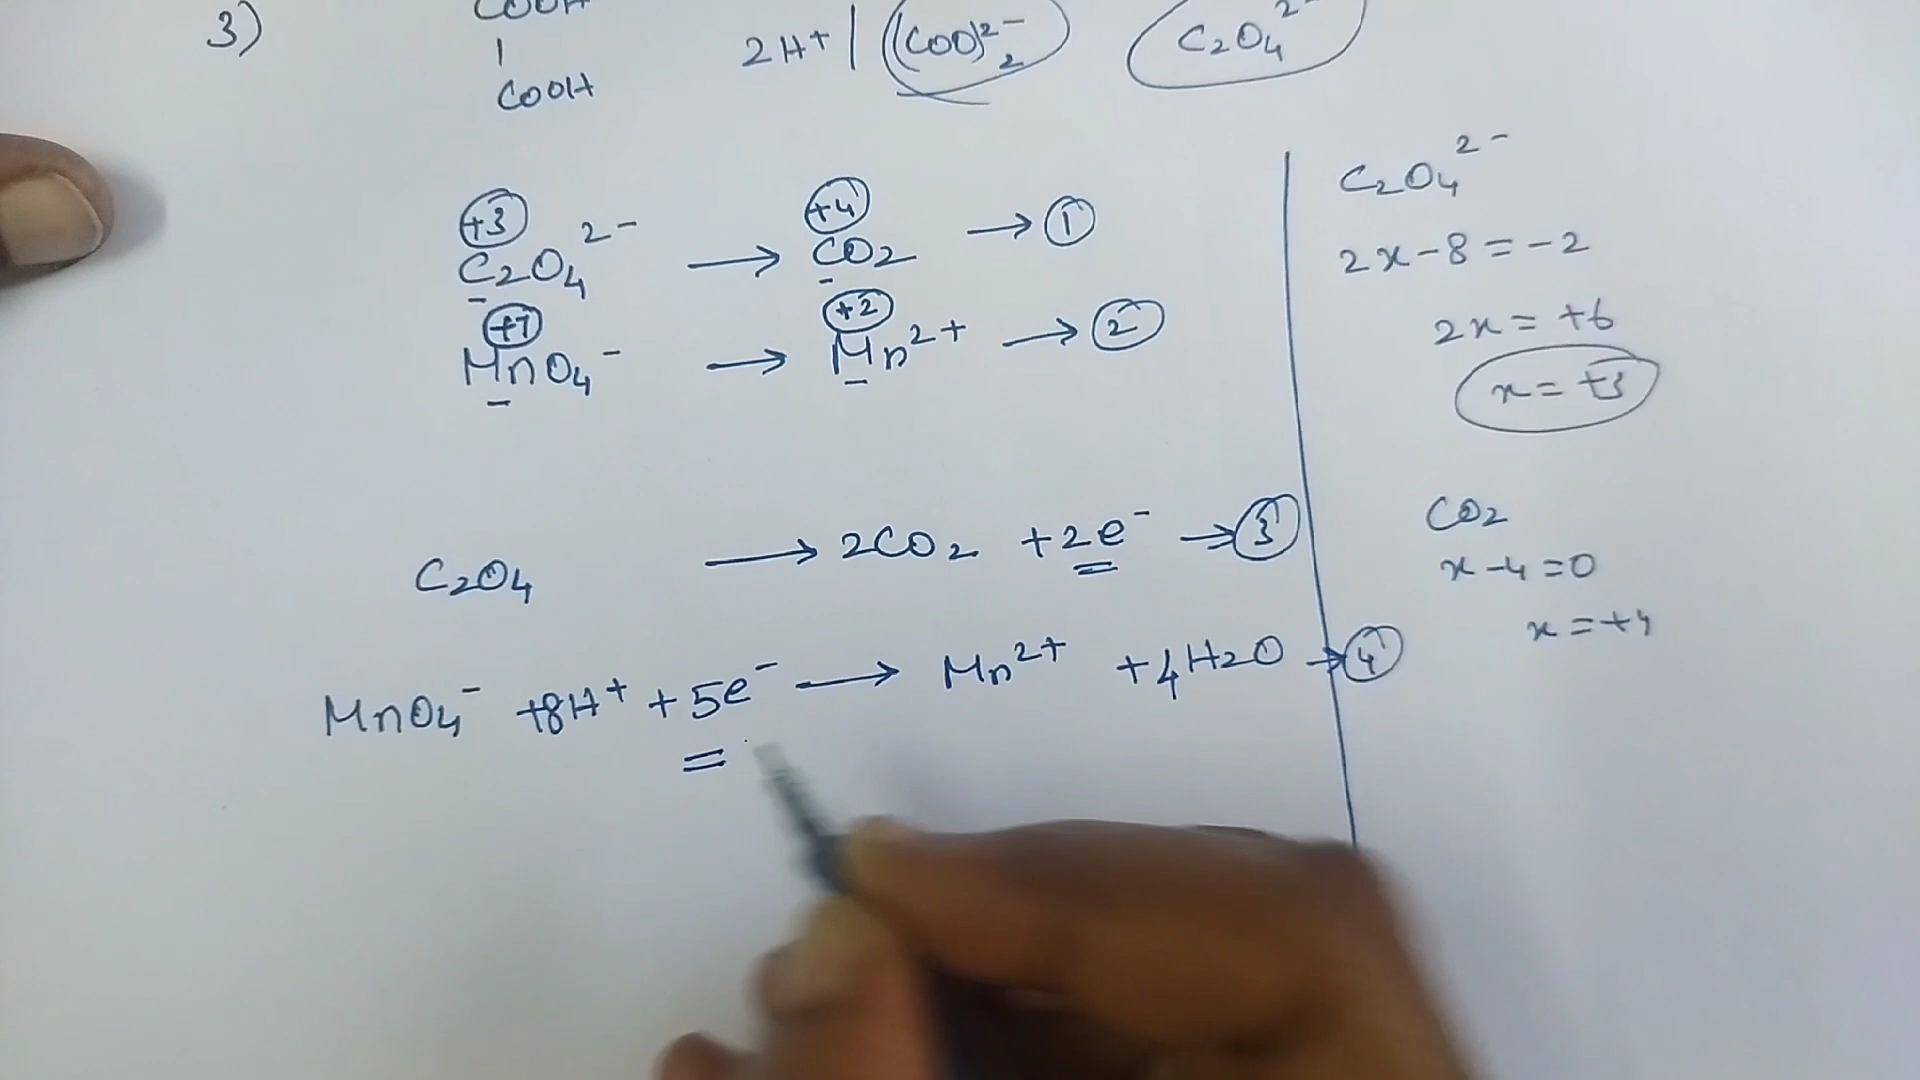 3)
COOH
|
COOH
2H+ | (COO)₂²⁻
C₂O₄²⁻
+3 +4
C₂O₄²⁻ → CO₂ → ①
+7 +2
MnO₄⁻ → Mn²⁺ → ②
C₂O₄ → 2CO₂ + 2e⁻ → ③
MnO₄⁻ + 8H⁺ + 5e⁻ → Mn²⁺ + 4H₂O → ④
C₂O₄²⁻
2x - 8 = -2
2x = +6
x = +3
CO₂
x - 4 = 0
x = +4